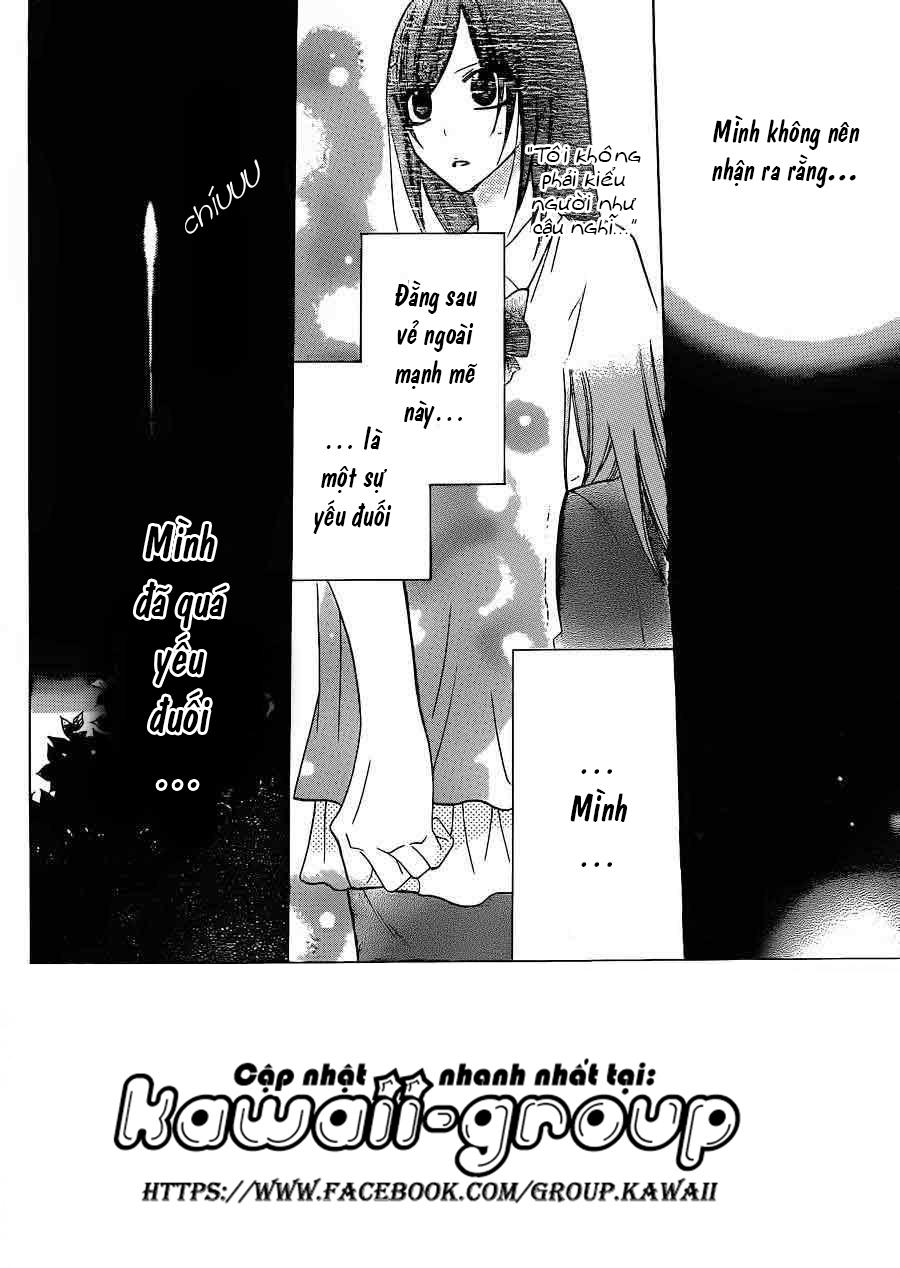 Mình không nên
nhận ra rằng...
"Tôi không
phải kiểu
người như
cậu nghĩ..."
Đằng sau
vẻ ngoài
mạnh mẽ
này...
... là
một sự
yếu đuối
...
Mình
...
chíuuu
Mình
đã quá
yếu
đuối
...
Cập nhật nhanh nhất tại:
kawaii-group
HTTPS://WWW.FACEBOOK.COM/GROUP.KAWAII